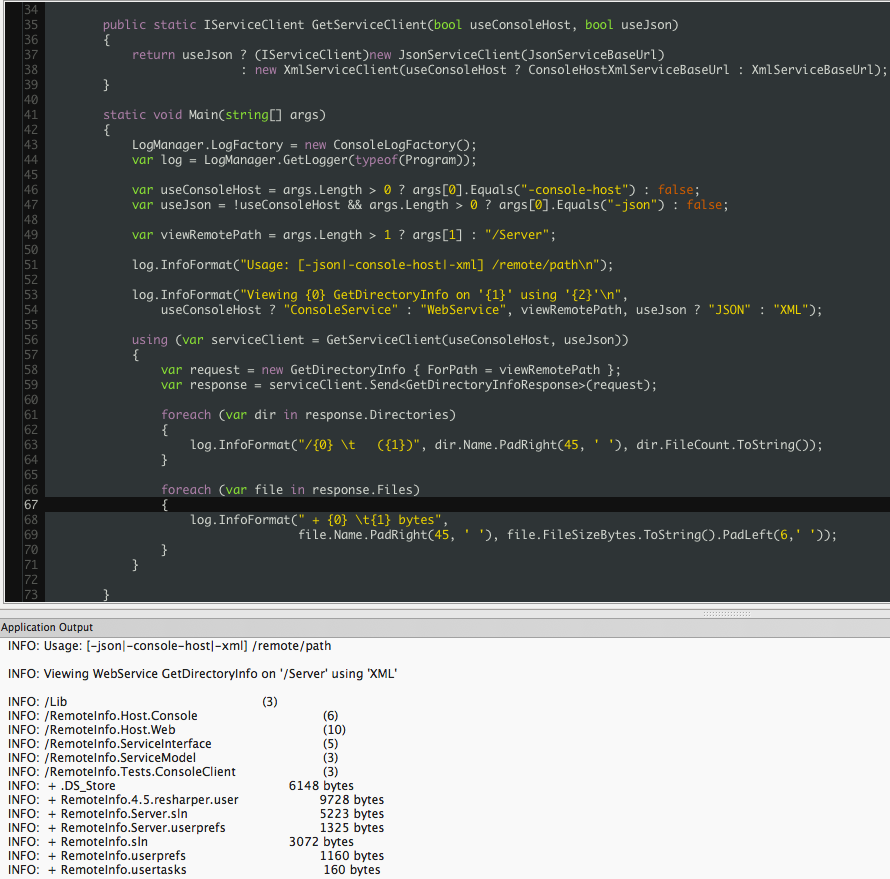 34
35 public static IServiceClient GetServiceClient(bool useConsoleHost, bool useJson)
36 {
37 return useJson ? (IServiceClient)new JsonServiceClient(JsonServiceBaseUrl)
38 : new XmlServiceClient(useConsoleHost ? ConsoleHostXmlServiceBaseUrl : XmlServiceBaseUrl);
39 }
40
41 static void Main(string[] args)
42 {
43 LogManager.LogFactory = new ConsoleLogFactory();
44 var log = LogManager.GetLogger(typeof(Program));
45
46 var useConsoleHost = args.Length > 0 ? args[0].Equals("-console-host") : false;
47 var useJson = !useConsoleHost && args.Length > 0 ? args[0].Equals("-json") : false;
48
49 var viewRemotePath = args.Length > 1 ? args[1] : "/Server";
50
51 log.InfoFormat("Usage: [-json|-console-host|-xml] /remote/path\n");
52
53 log.InfoFormat("Viewing {0} GetDirectoryInfo on '{1}' using '{2}'\n",
54 useConsoleHost ? "ConsoleService" : "WebService", viewRemotePath, useJson ? "JSON" : "XML");
55
56 using (var serviceClient = GetServiceClient(useConsoleHost, useJson))
57 {
58 var request = new GetDirectoryInfo { ForPath = viewRemotePath };
59 var response = serviceClient.Send<GetDirectoryInfoResponse>(request);
60
61 foreach (var dir in response.Directories)
62 {
63 log.InfoFormat("/{0} \t   ({1})", dir.Name.PadRight(45, ' '), dir.FileCount.ToString());
64 }
65
66 foreach (var file in response.Files)
67 {
68 log.InfoFormat(" + {0} \t{1} bytes",
69 file.Name.PadRight(45, ' '), file.FileSizeBytes.ToString().PadLeft(6,' '));
70 }
71 }
72
73 }
Application Output
INFO: Usage: [-json|-console-host|-xml] /remote/path
INFO: Viewing WebService GetDirectoryInfo on '/Server' using 'XML'
INFO: /Lib (3)
INFO: /RemoteInfo.Host.Console (6)
INFO: /RemoteInfo.Host.Web (10)
INFO: /RemoteInfo.ServiceInterface (5)
INFO: /RemoteInfo.ServiceModel (3)
INFO: /RemoteInfo.Tests.ConsoleClient (3)
INFO: + .DS_Store 6148 bytes
INFO: + RemoteInfo.4.5.resharper.user 9728 bytes
INFO: + RemoteInfo.Server.sln 5223 bytes
INFO: + RemoteInfo.Server.userprefs 1325 bytes
INFO: + RemoteInfo.sln 3072 bytes
INFO: + RemoteInfo.userprefs 1160 bytes
INFO: + RemoteInfo.usertasks 160 bytes